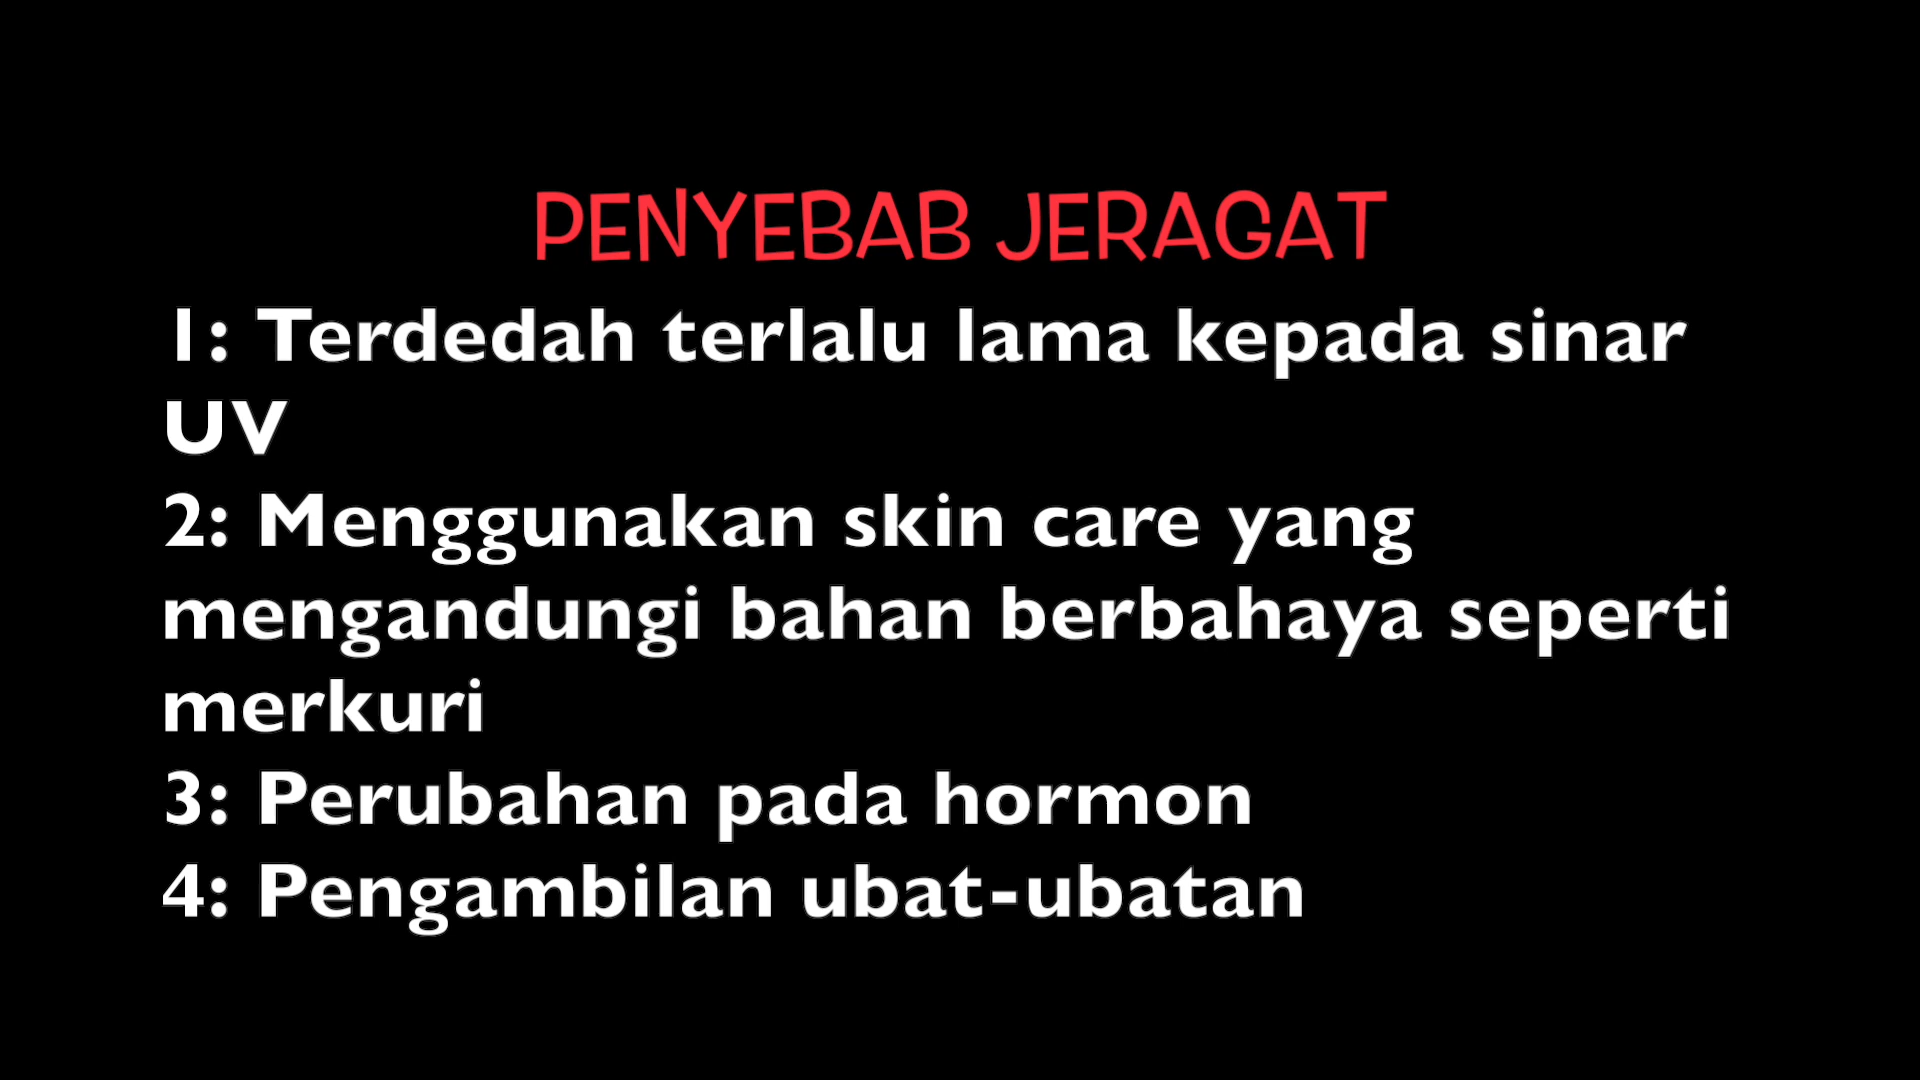 PENYEBAB JERAGAT
1: Terdedah terlalu lama kepada sinar
UV
2: Menggunakan skin care yang
mengandungi bahan berbahaya seperti
merkuri
3: Perubahan pada hormon
4: Pengambilan ubat-ubatan